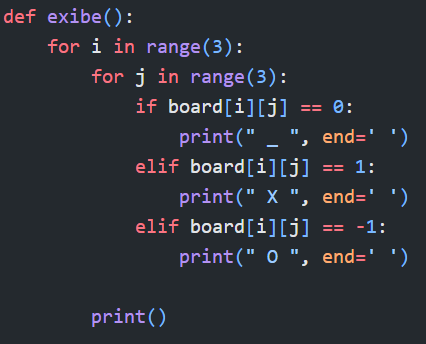 def exibe():
    for i in range(3):
        for j in range(3):
            if board[i][j] == 0:
                print(" _ ", end=' ')
            elif board[i][j] == 1:
                print(" X ", end=' ')
            elif board[i][j] == -1:
                print(" O ", end=' ')

        print()